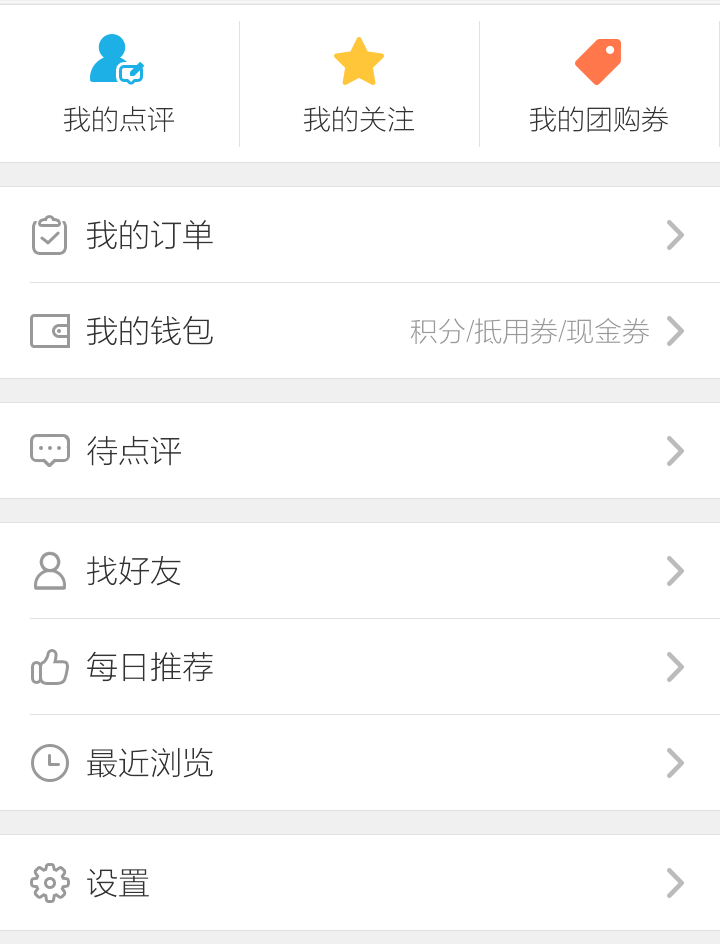 我的点评
我的关注
我的团购券
我的订单
我的钱包
积分/抵用券/现金券
待点评
找好友
每日推荐
最近浏览
设置